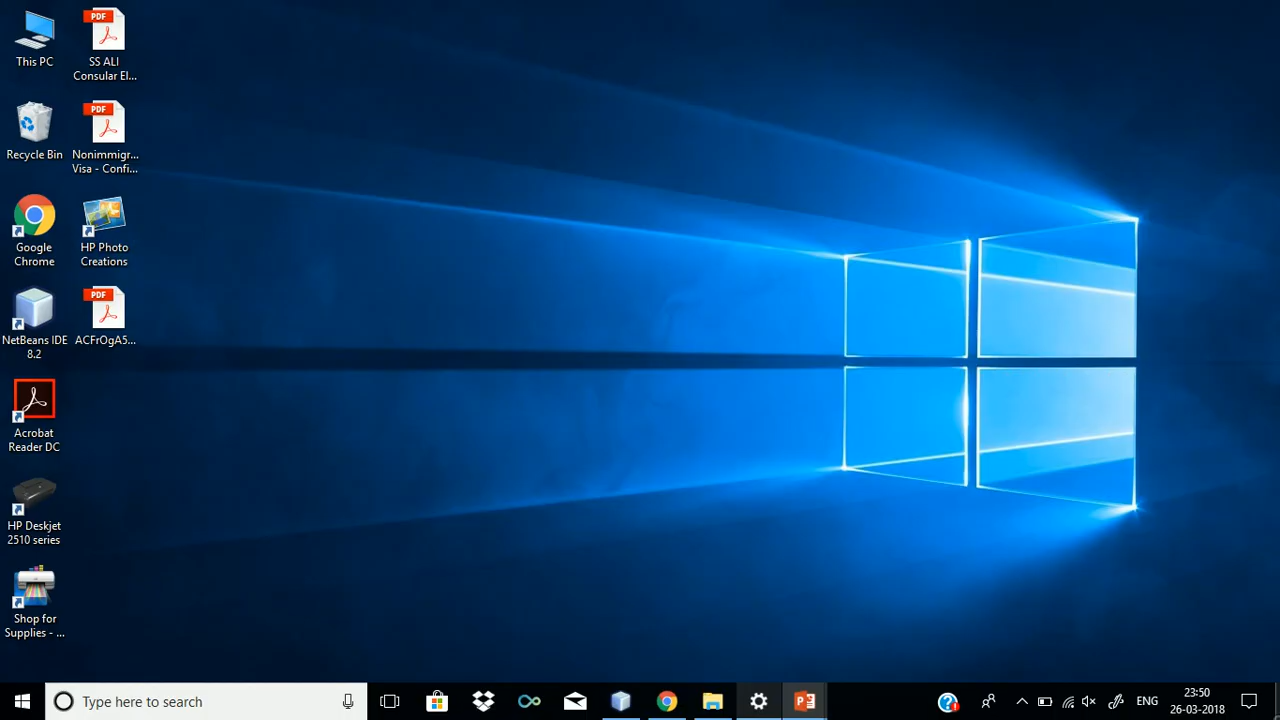 This PC
PDF
SS ALI
Consular El...
Recycle Bin
PDF
Nonimmigr...
Visa - Confi...
Google
Chrome
HP Photo
Creations
NetBeans IDE
8.2
PDF
ACFrOgA5...
Acrobat
Reader DC
HP Deskjet
2510 series
Shop for
Supplies - ...
Type here to search
ENG
23:50
26-03-2018